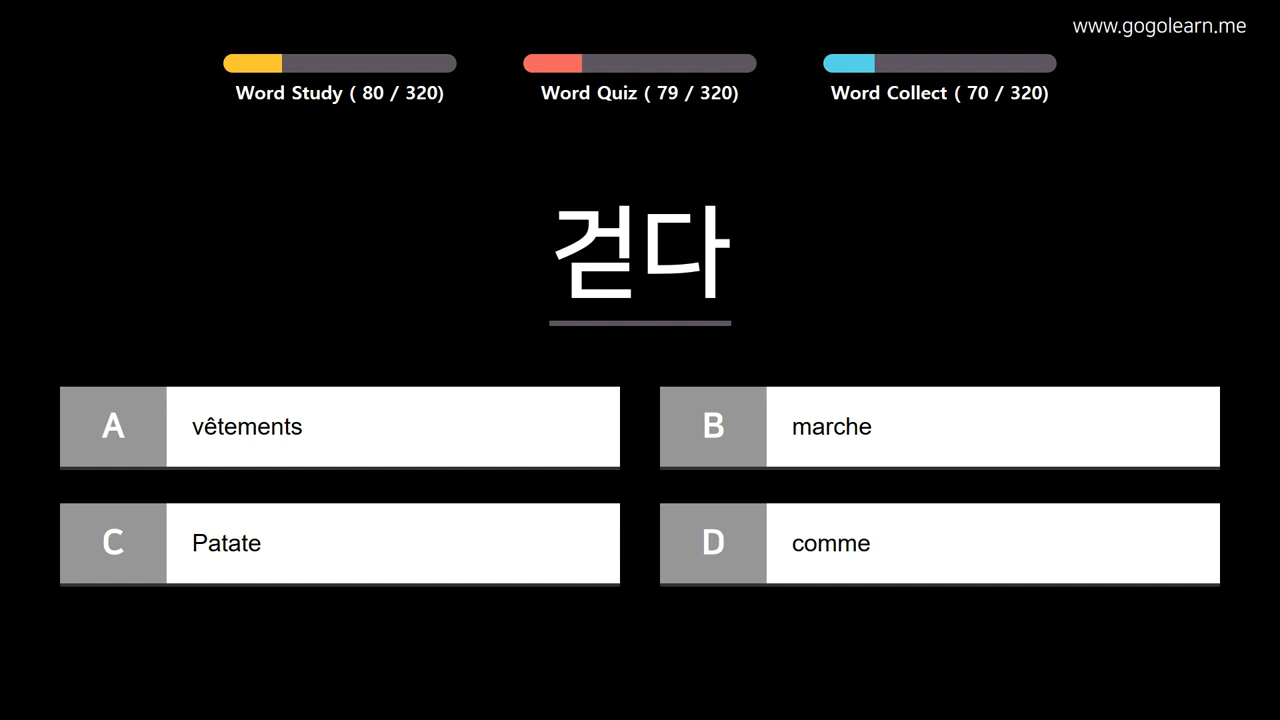 www.gogolearn.me
Word Study ( 80 / 320)
Word Quiz ( 79 / 320)
Word Collect ( 70 / 320)
걷다
A vêtements
B marche
C Patate
D comme